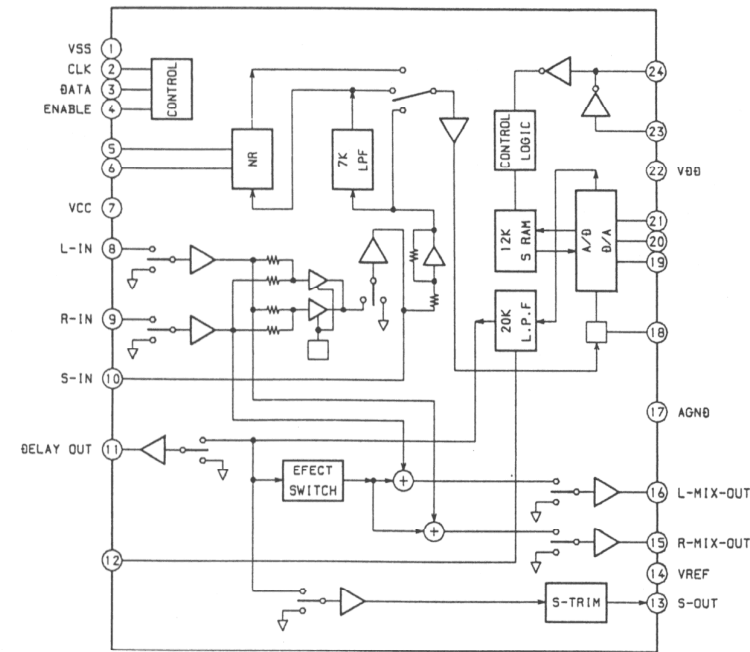 VSS 1
CLK 2
DATA 3
ENABLE 4
5
6
VCC 7
L-IN 8
R-IN 9
S-IN 10
DELAY OUT 11
12
CONTROL
NR
7K
LPF
CONTROL
LOGIC
12K
S RAM
A/D
D/A
20K
L.P.F
EFECT
SWITCH
+
+
S-TRIM
24
23
22 VDD
21
20
19
18
17 AGND
16 L-MIX-OUT
15 R-MIX-OUT
14 VREF
13 S-OUT